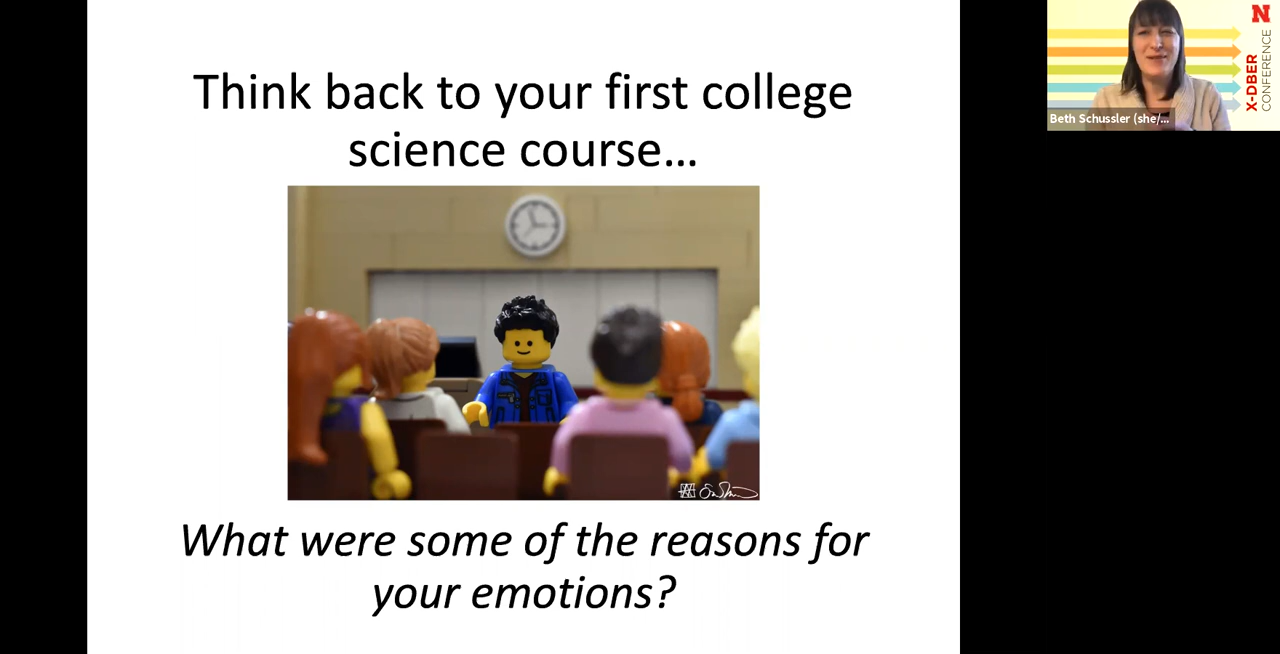 Think back to your first college
science course...
What were some of the reasons for
your emotions?
Beth Schussler (she/...
N
X-DBER
CONFERENCE